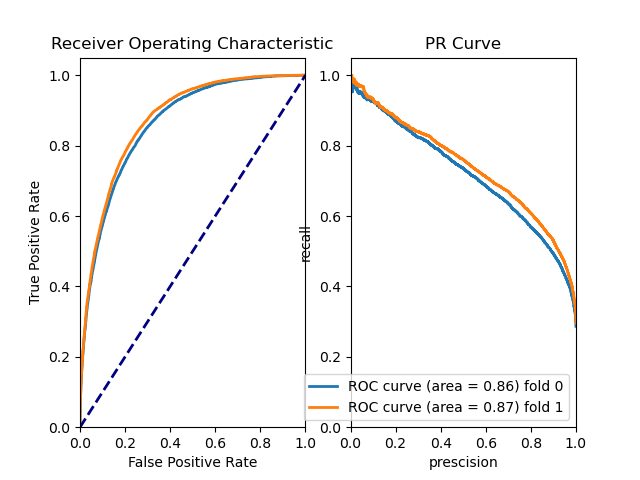 Receiver Operating Characteristic
1.0
0.8
0.6
0.4
0.2
0.0
True Positive Rate
0.0 0.2 0.4 0.6 0.8 1.0
False Positive Rate
PR Curve
1.0
0.8
0.6
0.4
0.2
0.0
recall
ROC curve (area = 0.86) fold 0
ROC curve (area = 0.87) fold 1
0.0 0.2 0.4 0.6 0.8 1.0
prescision